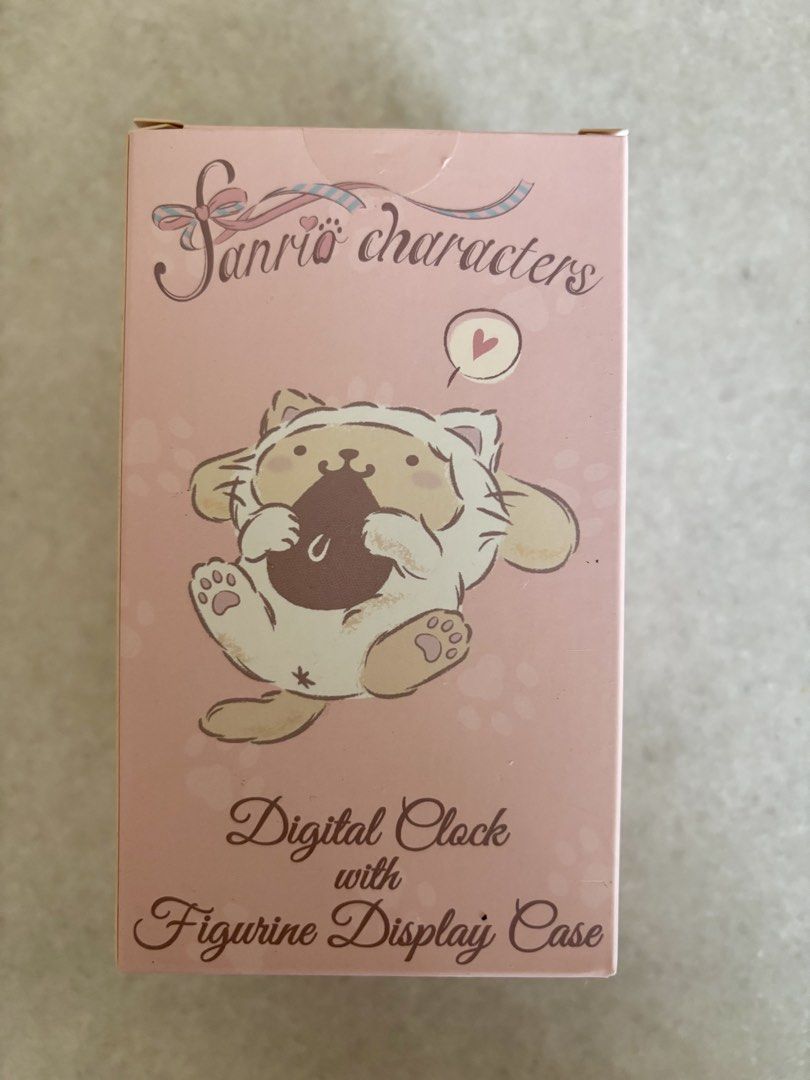 Sanrio characters
Digital Clock
with
Figurine Display Case